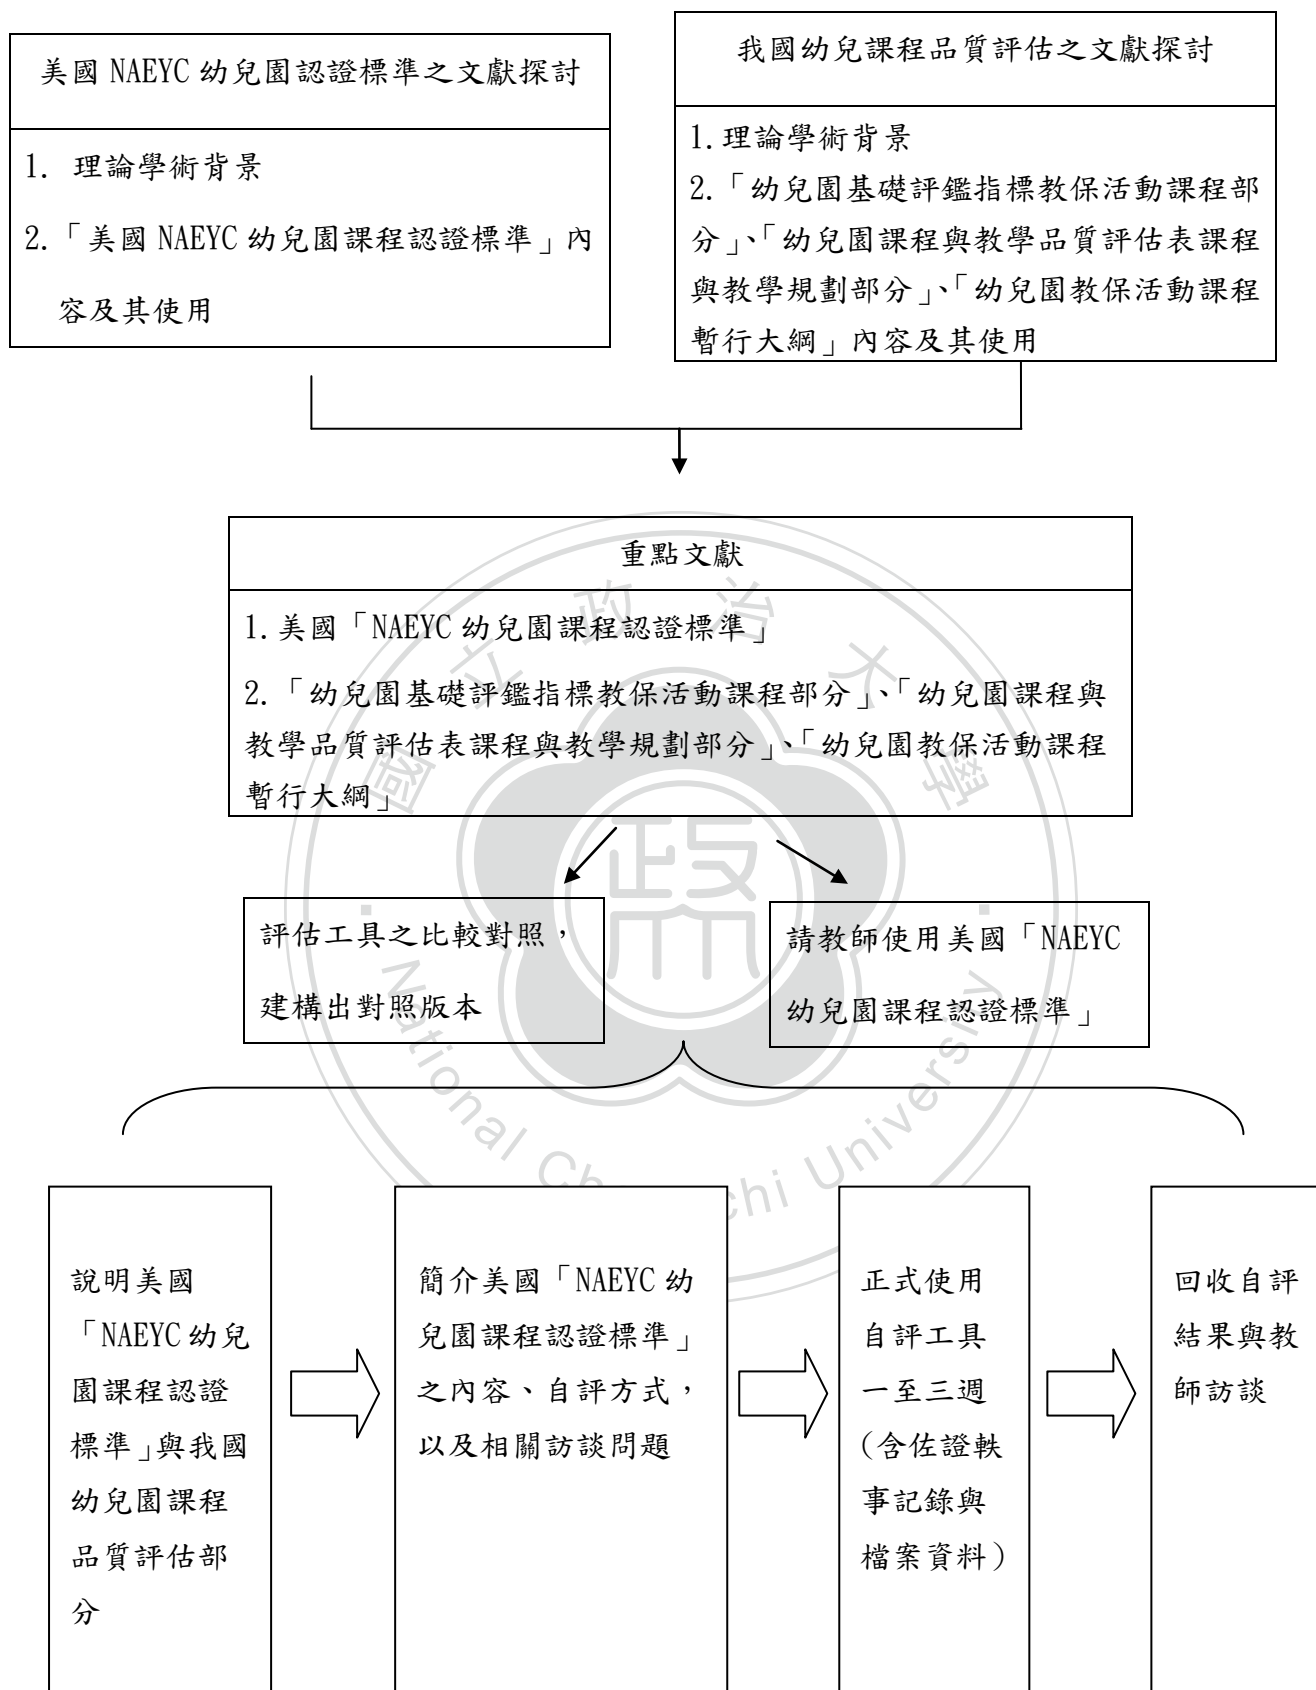 美國 NAEYC 幼兒園認證標準之文獻探討
1. 理論學術背景
2.「美國 NAEYC 幼兒園課程認證標準」內
容及其使用
我國幼兒課程品質評估之文獻探討
1.理論學術背景
2.「幼兒園基礎評鑑指標教保活動課程部
分」、「幼兒園課程與教學品質評估表課程
與教學規劃部分」、「幼兒園教保活動課程
暫行大綱」內容及其使用
重點文獻
1.美國「NAEYC 幼兒園課程認證標準」
2.「幼兒園基礎評鑑指標教保活動課程部分」、「幼兒園課程與
教學品質評估表課程與教學規劃部分」、「幼兒園教保活動課程
暫行大綱」
評估工具之比較對照，
建構出對照版本
請教師使用美國「NAEYC
幼兒園課程認證標準」
說明美國
「NAEYC 幼兒
園課程認證
標準」與我國
幼兒園課程
品質評估部
分
簡介美國「NAEYC 幼
兒園課程認證標準」
之內容、自評方式，
以及相關訪談問題
正式使用
自評工具
一至三週
(含佐證軼
事記錄與
檔案資料)
回收自評
結果與教
師訪談
國立政治大學
政
National Ch chi University